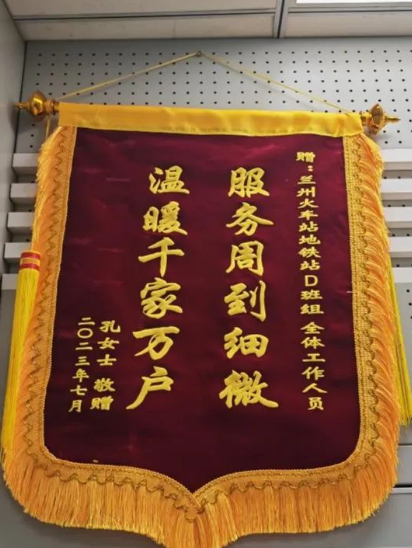 赠：兰州火车站地铁站D班组 全体工作人员
服务周到细微
温暖千家万户
孔女士 敬赠
二〇二三年七月